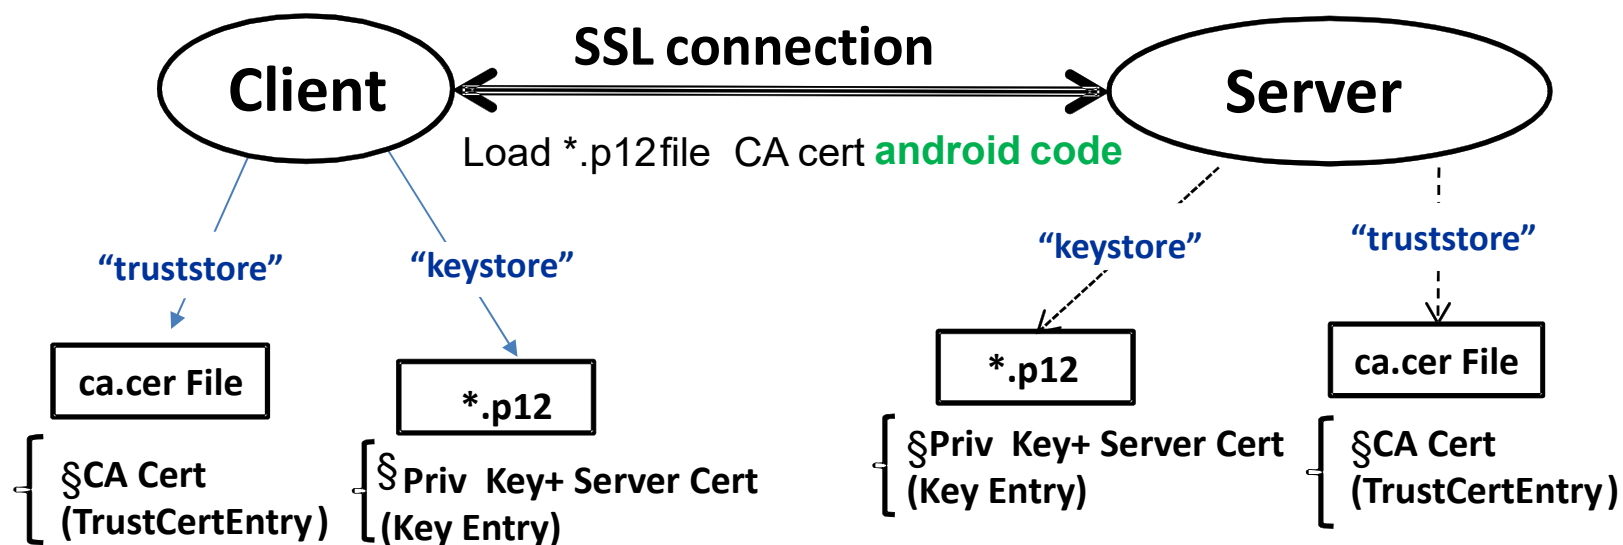 SSL connection
Client
Server
Load *.p12 file CA cert android code
“truststore”
“keystore”
“keystore”
“truststore”
ca.cer File
*.p12
*.p12
ca.cer File
§CA Cert
(TrustCertEntry)
§Priv Key+ Server Cert
(Key Entry)
§Priv Key+ Server Cert
(Key Entry)
§CA Cert
(TrustCertEntry)